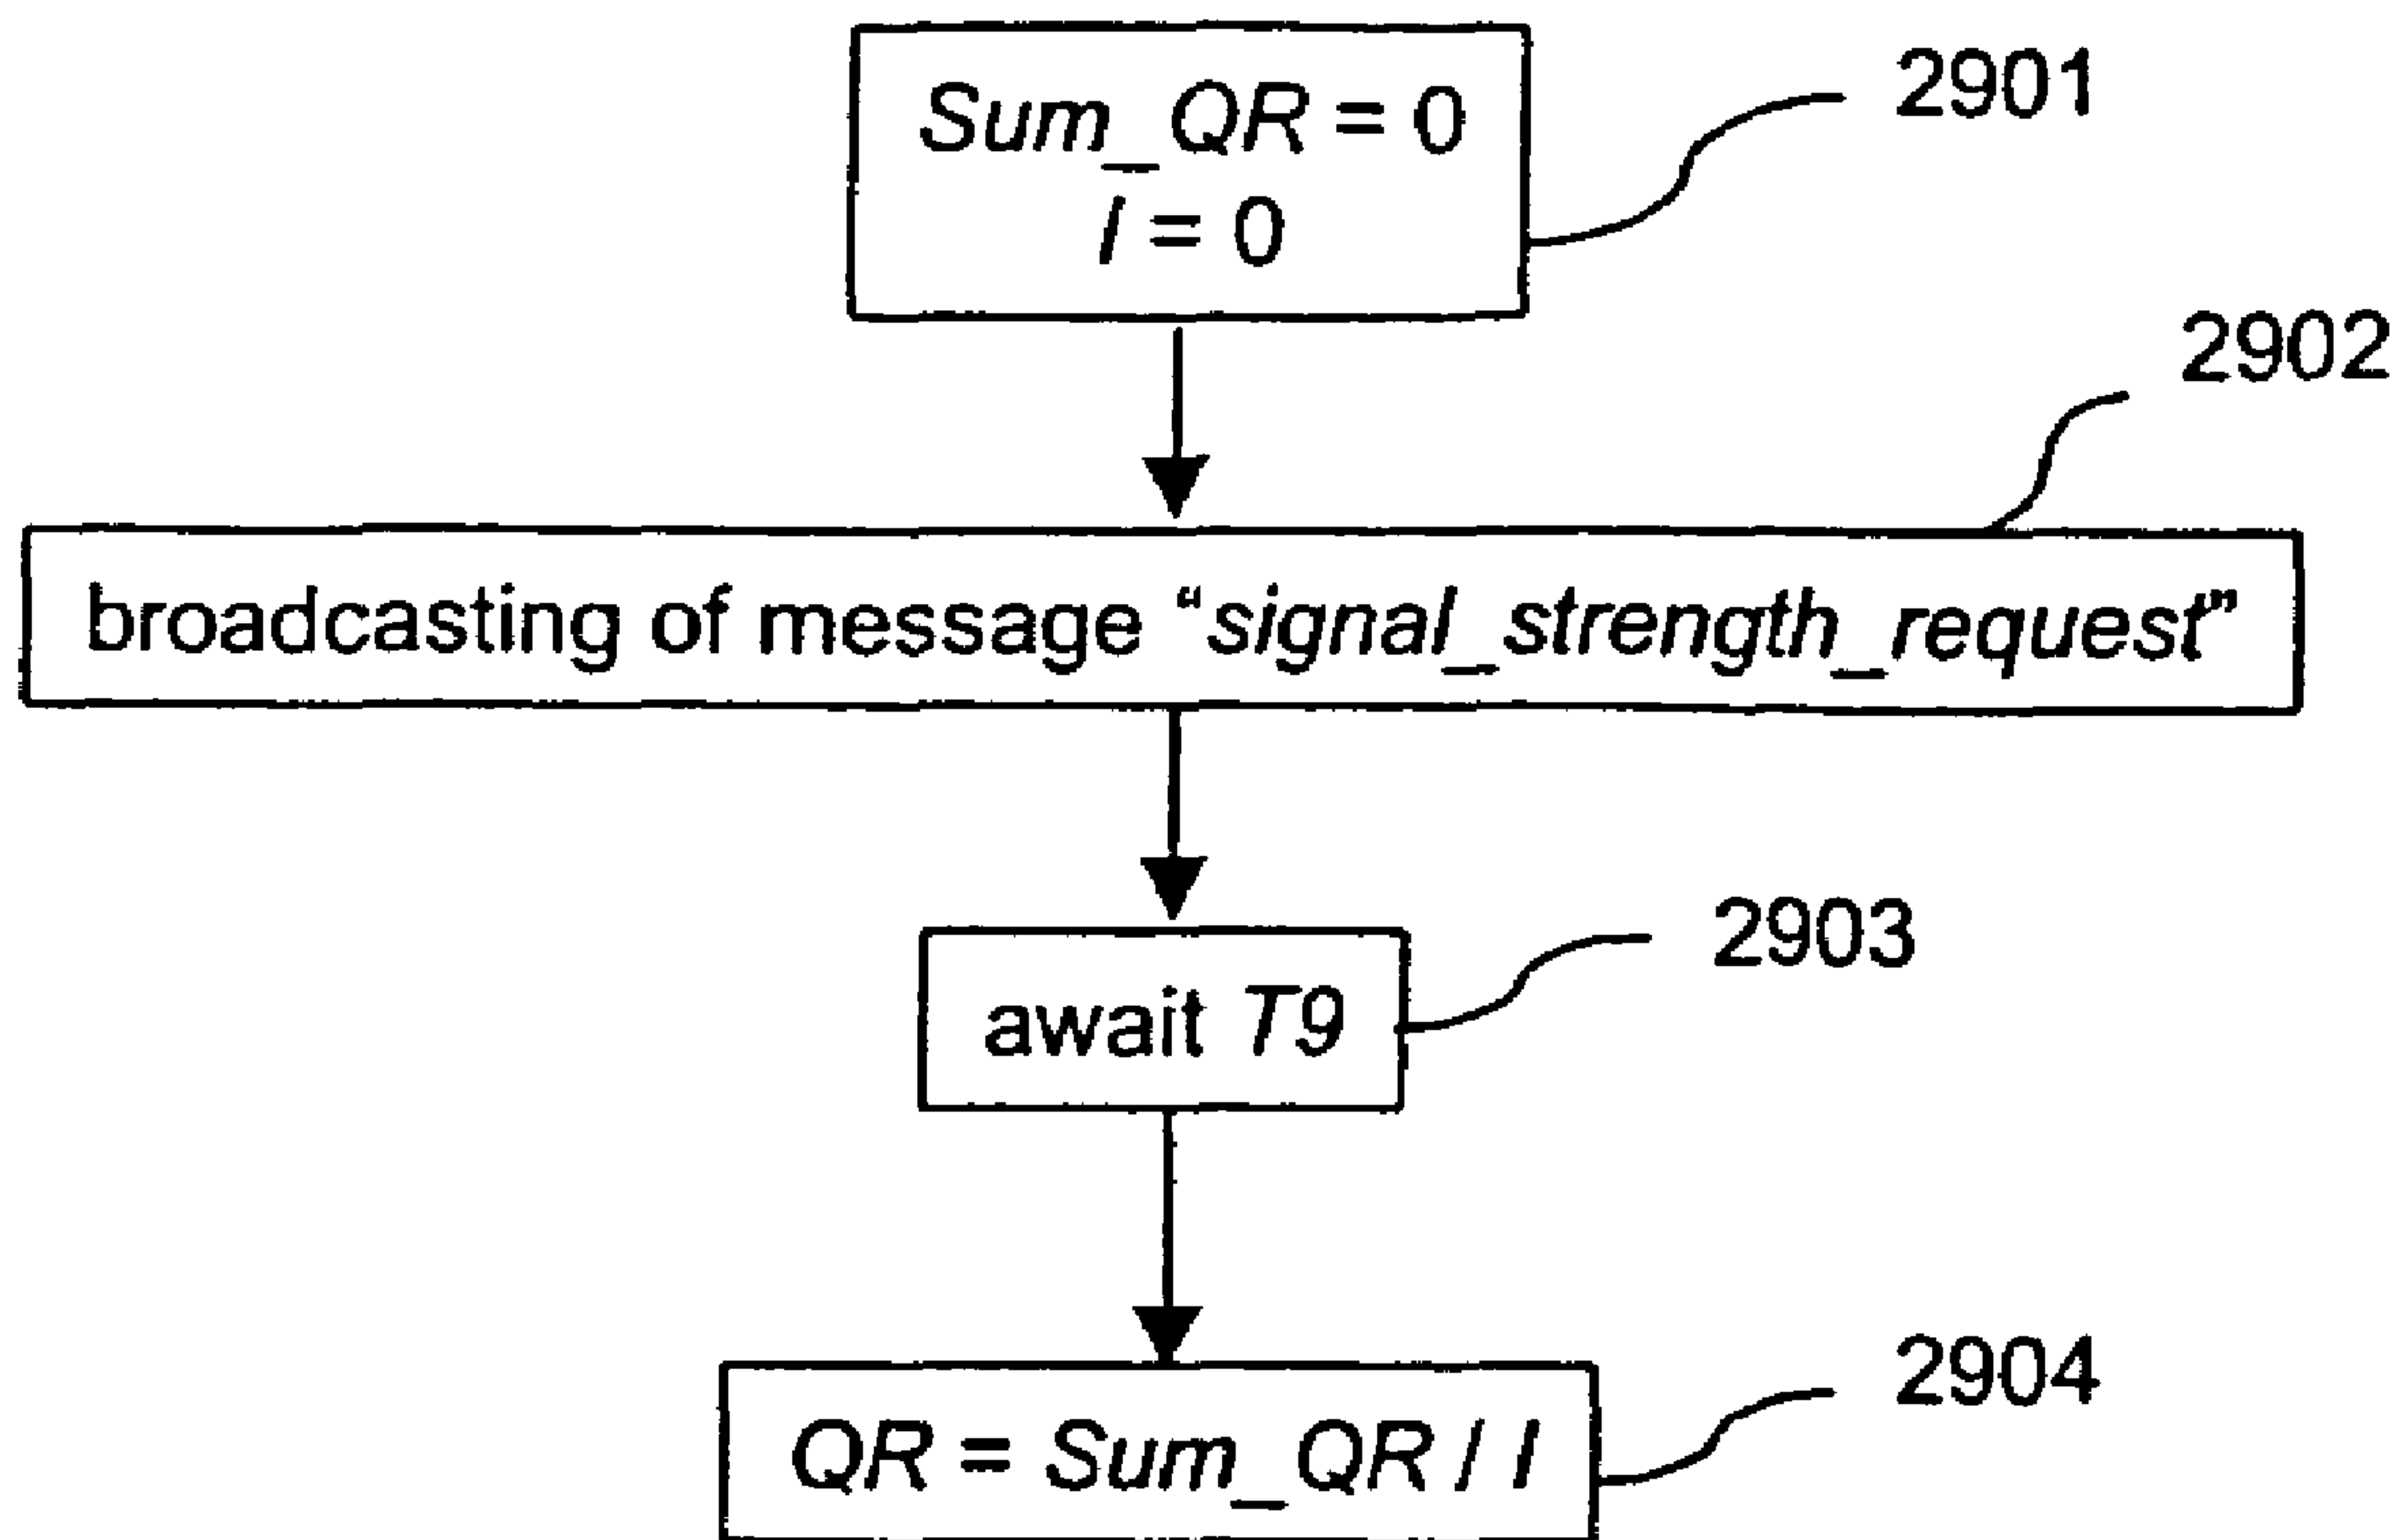 Sum_QR = 0
I = 0
2901
2902
broadcasting of message “signal_strength_request”
2903
await T9
2904
QR = Sum_QR / I